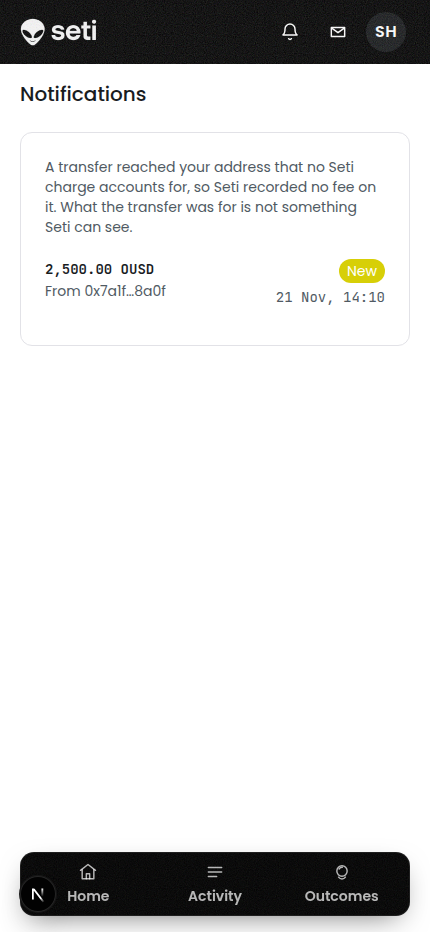 seti
SH
Notifications
A transfer reached your address that no Seti
charge accounts for, so Seti recorded no fee on
it. What the transfer was for is not something
Seti can see.
2,500.00 OUSD
New
From 0x7a1f…8a0f
21 Nov, 14:10
N
Home
Activity
Outcomes